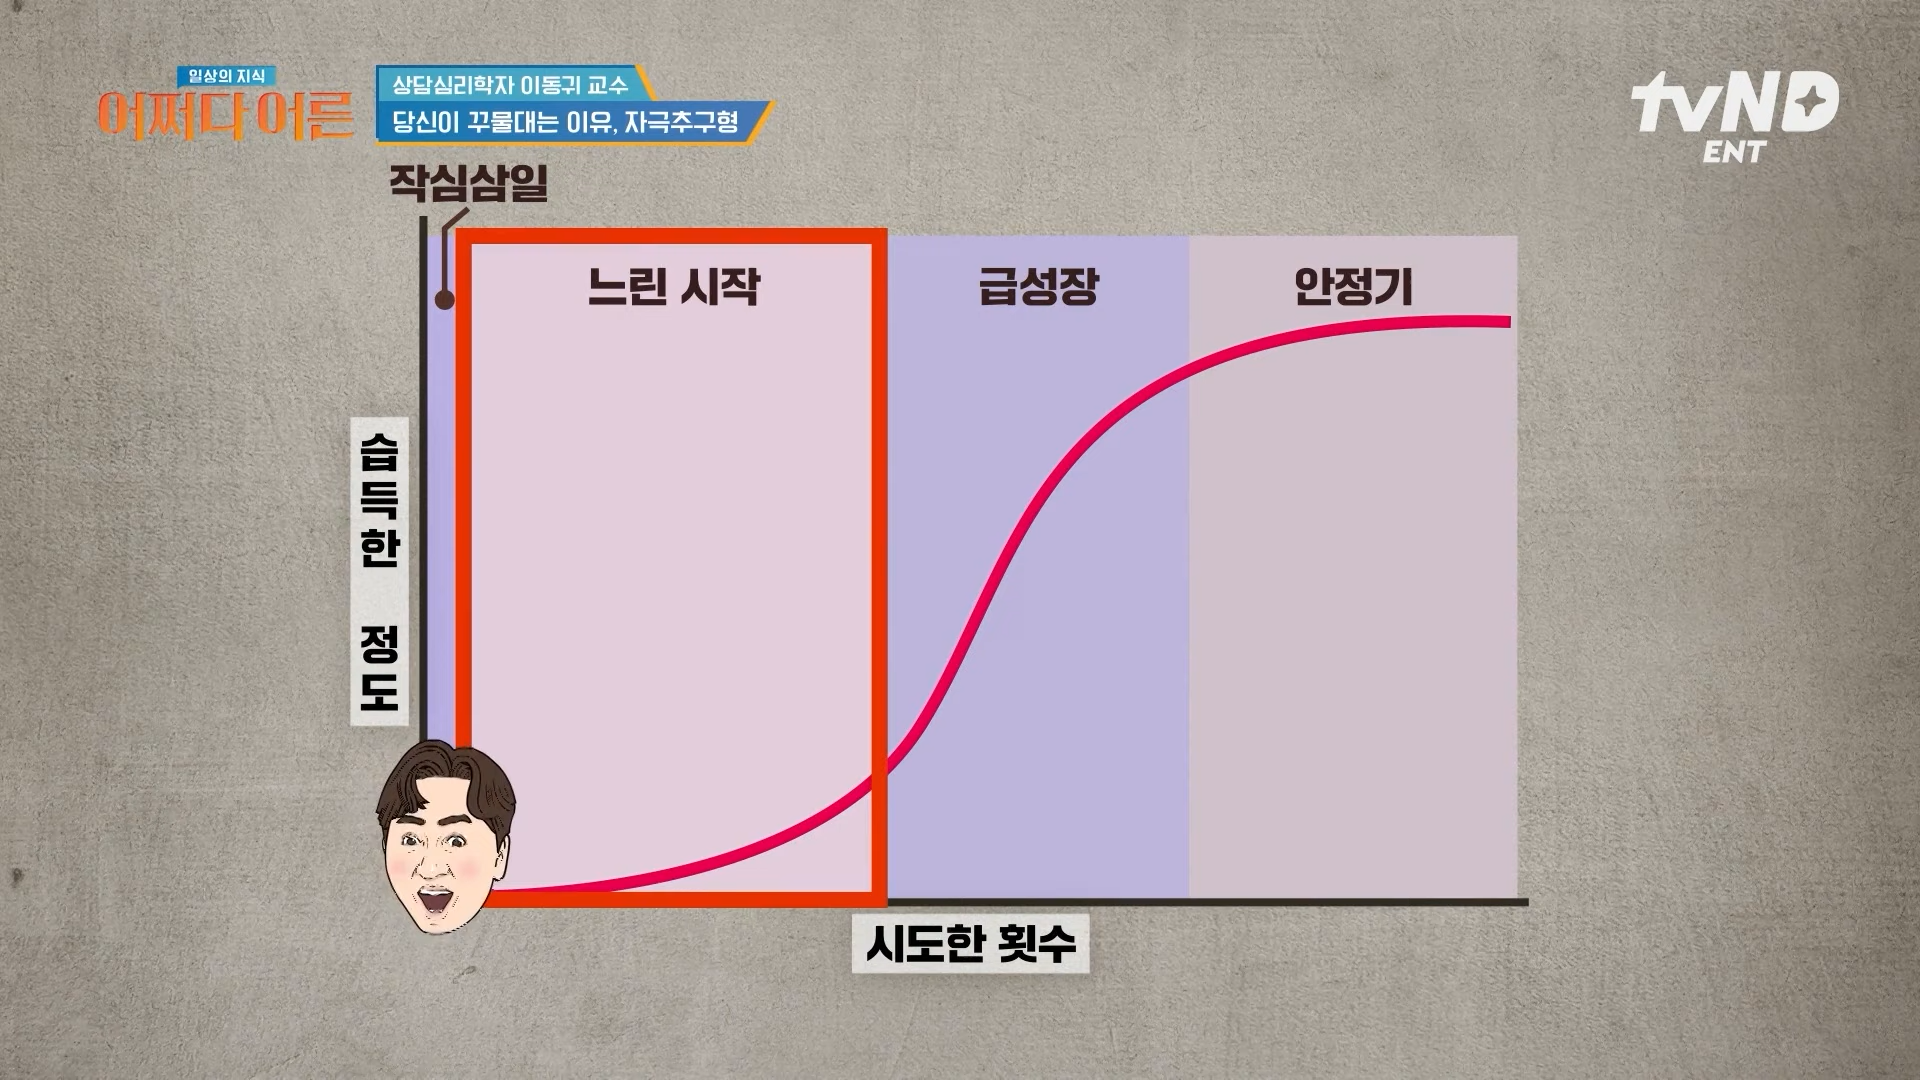 일상의 지식
어쩌다 어른
상담심리학자 이동귀 교수
당신이 꾸물대는 이유, 자극추구형
tvND
ENT
작심삼일
느린 시작
급성장
안정기
습득한 정도
시도한 횟수